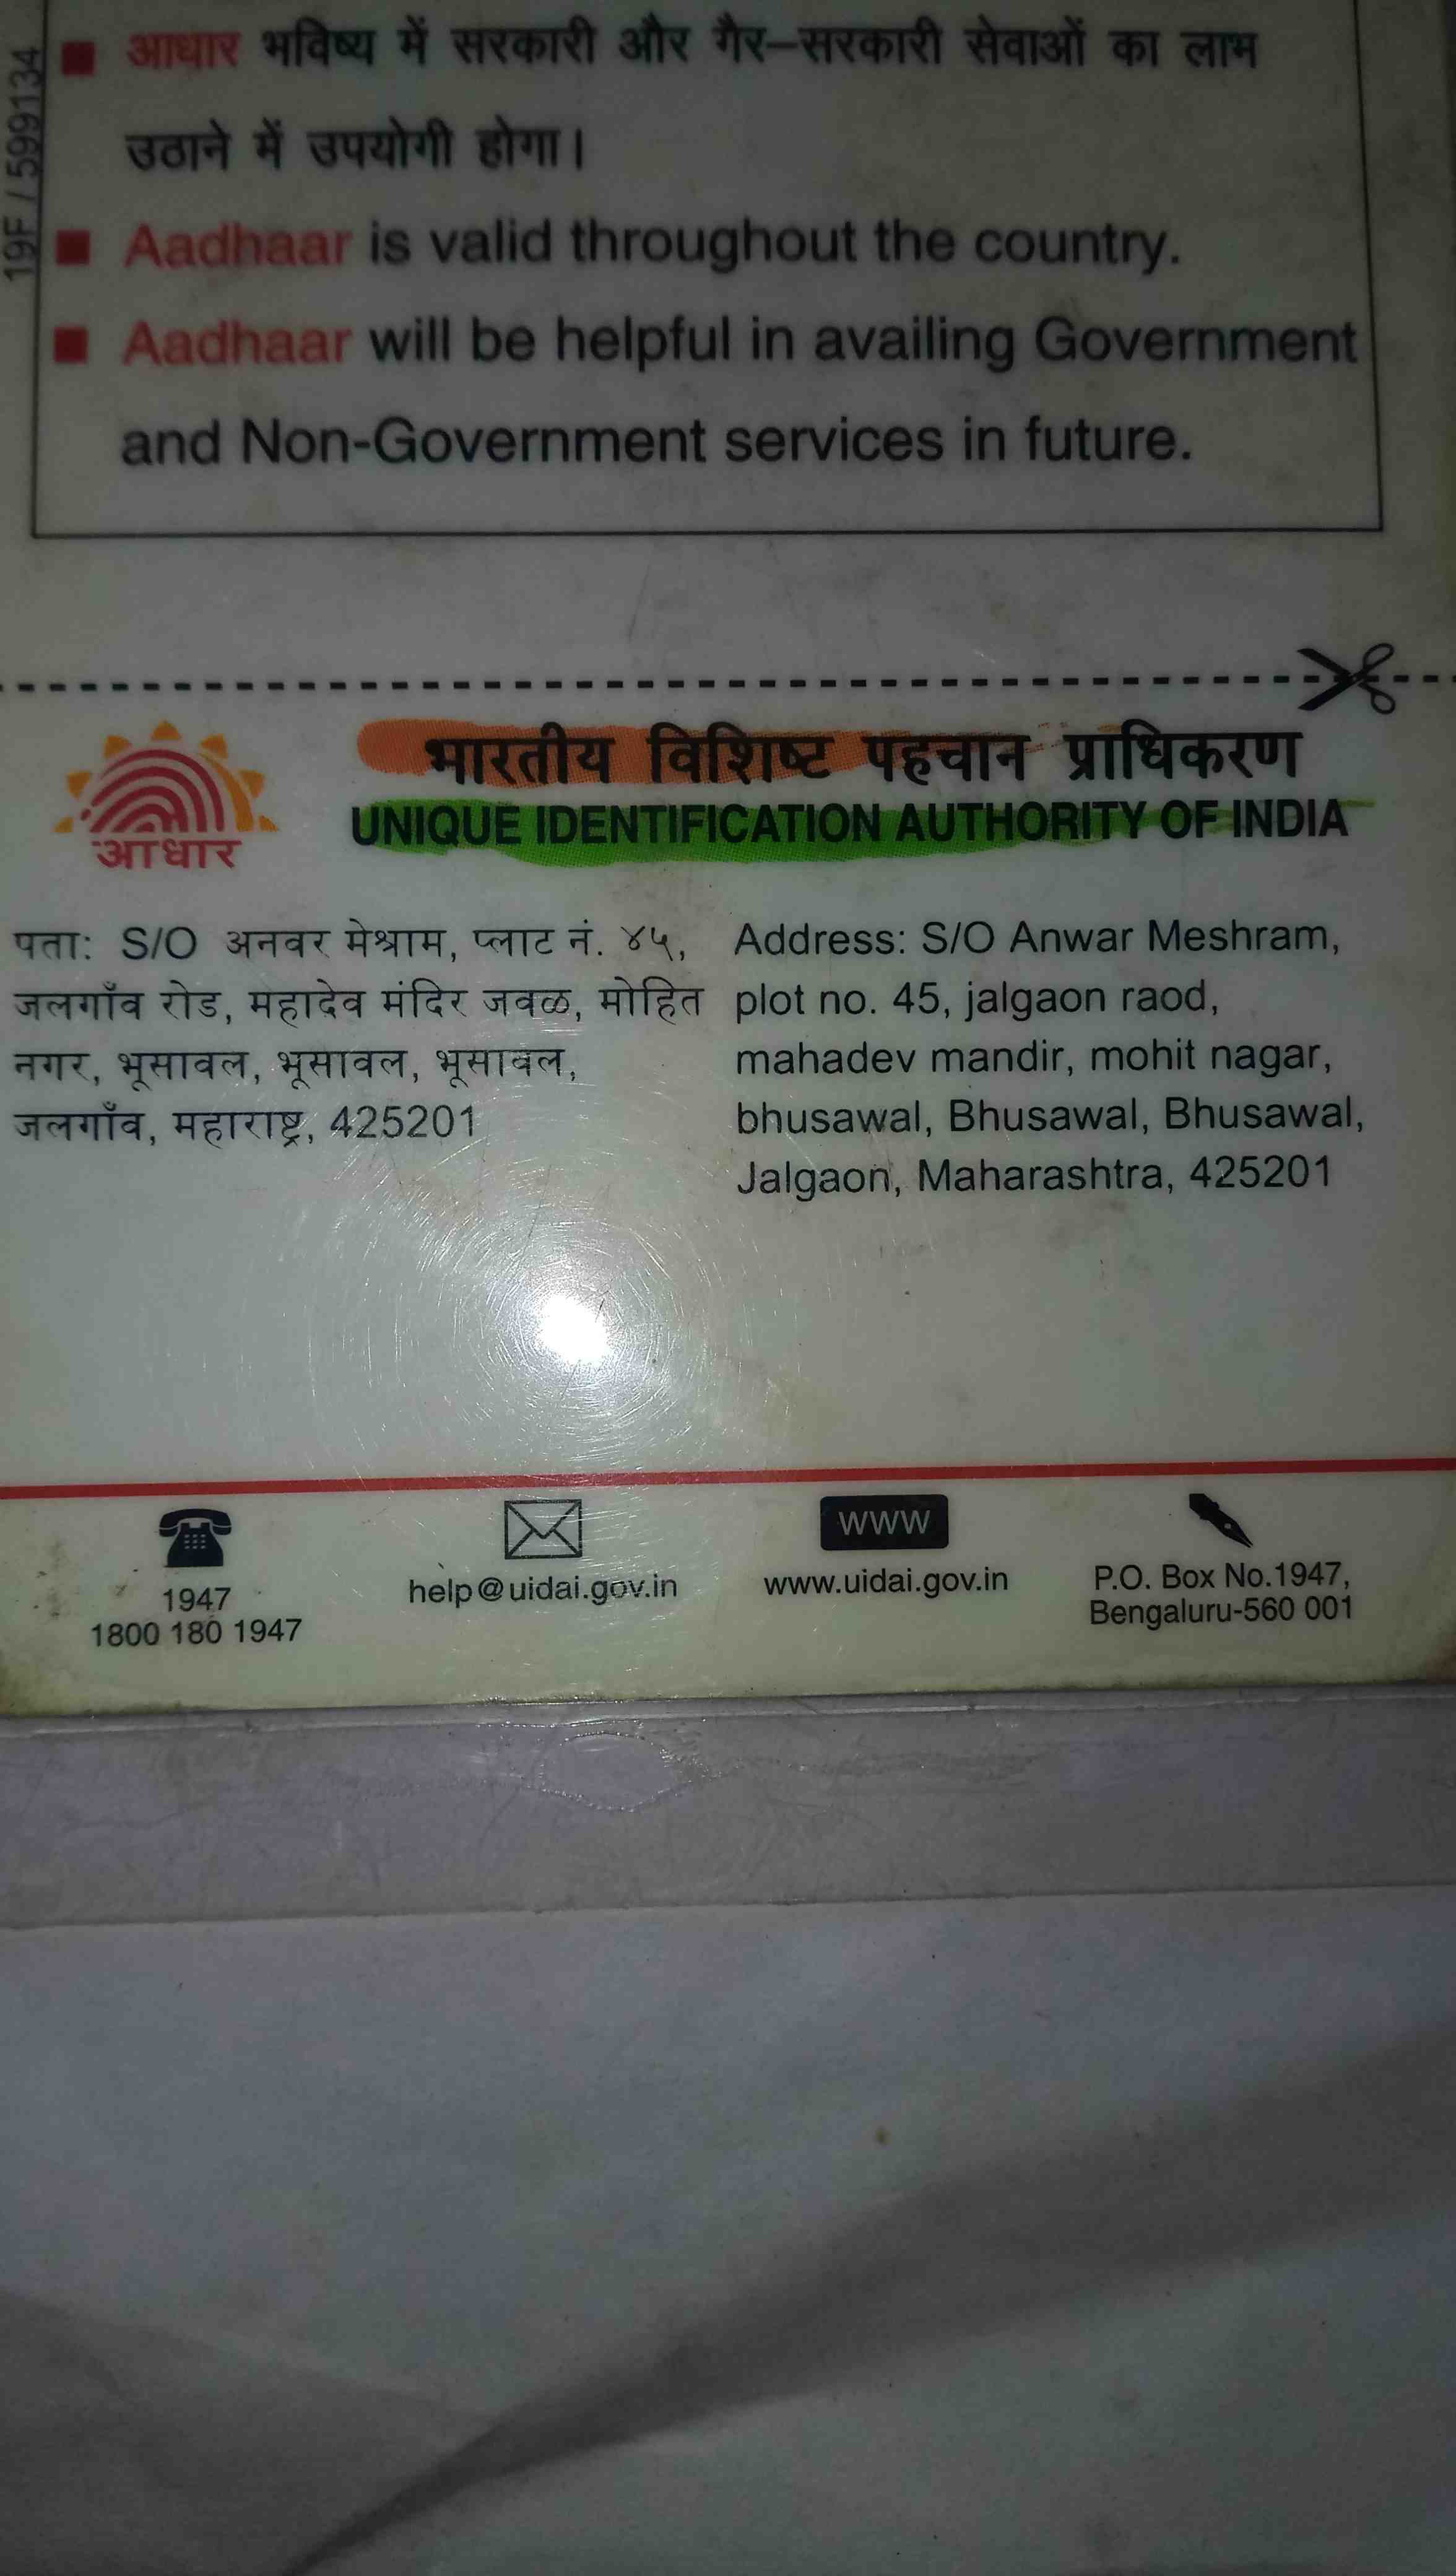 आधार भविष्य में सरकारी और गैर–सरकारी सेवाओं का लाभ
उठाने में उपयोगी होगा।
Aadhaar is valid throughout the country.
Aadhaar will be helpful in availing Government
and Non-Government services in future.
19F / 599134
भारतीय विशिष्ट पहचान प्राधिकरण
UNIQUE IDENTIFICATION AUTHORITY OF INDIA
आधार
पता: S/O अनवर मेश्राम, प्लाट नं. ४५,
जलगाँव रोड, महादेव मंदिर जवळ, मोहित
नगर, भूसावल, भूसावल, भूसावल,
जलगाँव, महाराष्ट्र, 425201
Address: S/O Anwar Meshram,
plot no. 45, jalgaon raod,
mahadev mandir, mohit nagar,
bhusawal, Bhusawal, Bhusawal,
Jalgaon, Maharashtra, 425201
1947
1800 180 1947
help@uidai.gov.in
www
www.uidai.gov.in
P.O. Box No.1947,
Bengaluru-560 001